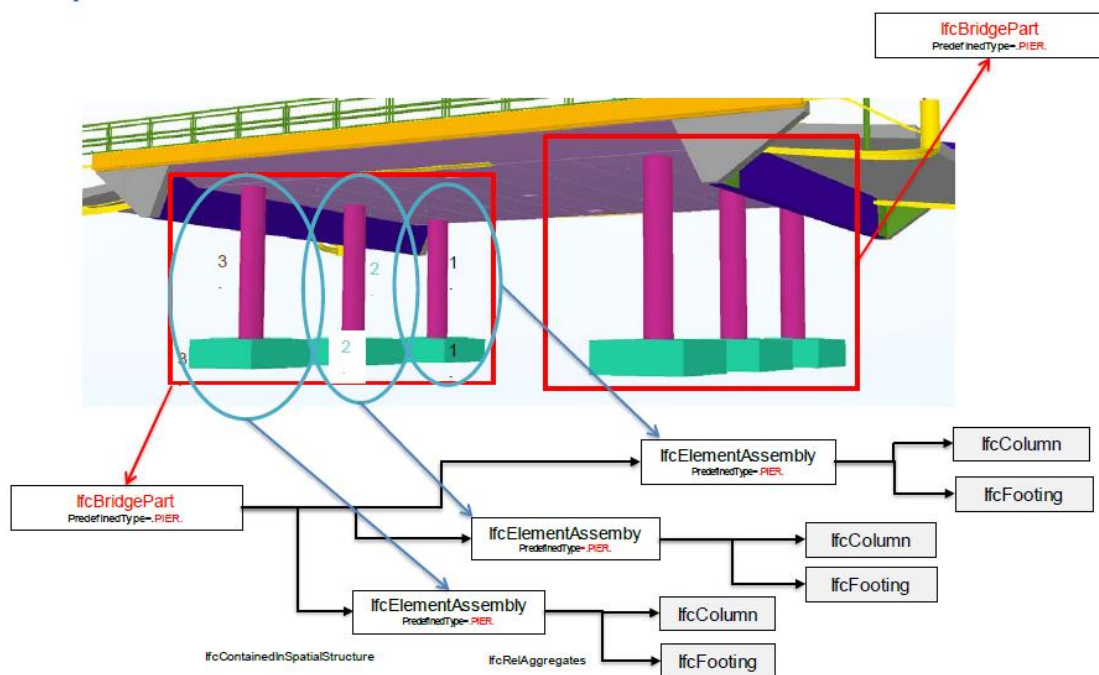 IfcBridgePart
PredefinedType=.PIER.
3
.
2
.
1
.
3
.
2
.
1
.
IfcElementAssembly
PredefinedType=.PIER.
IfcColumn
IfcFooting
IfcBridgePart
PredefinedType=.PIER.
IfcElementAssemby
PredefinedType=.PIER.
IfcColumn
IfcFooting
IfcElementAssembly
PredefinedType=.PIER.
IfcColumn
IfcFooting
IfcContainedInSpatialStructure
IfcRelAggregates